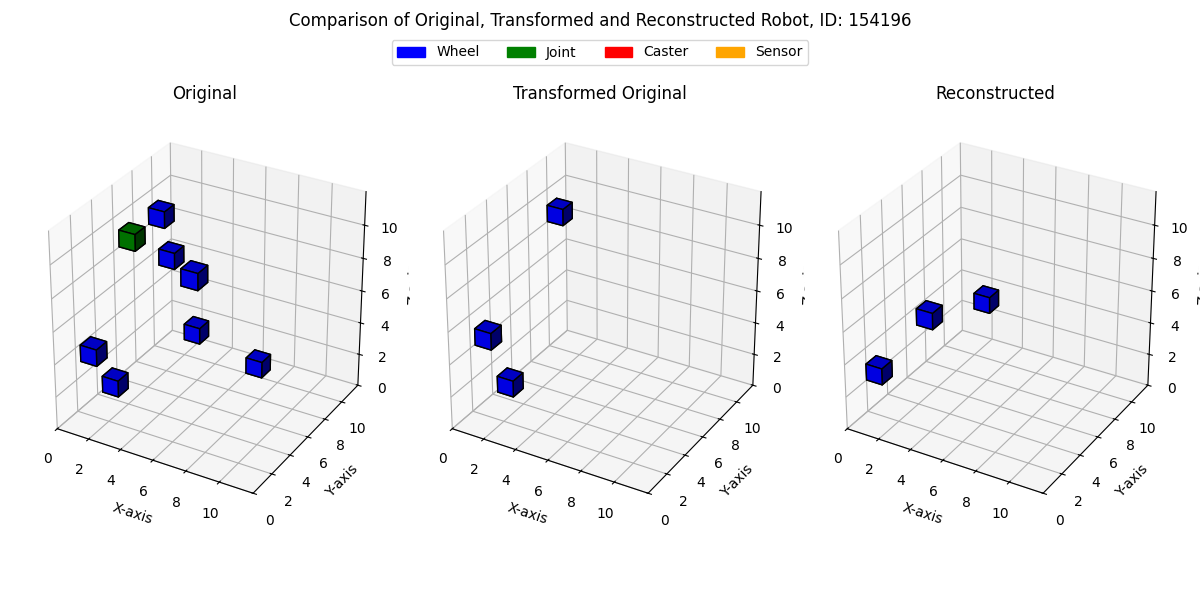 Comparison of Original, Transformed and Reconstructed Robot, ID: 154196
Wheel Joint Caster Sensor
Original Transformed Original Reconstructed
0 2 4 6 8 10
X-axis
0 2 4 6 8 10
Y-axis
0 2 4 6 8 10
0 2 4 6 8 10
X-axis
0 2 4 6 8 10
Y-axis
0 2 4 6 8 10
0 2 4 6 8 10
X-axis
0 2 4 6 8 10
Y-axis
0 2 4 6 8 10